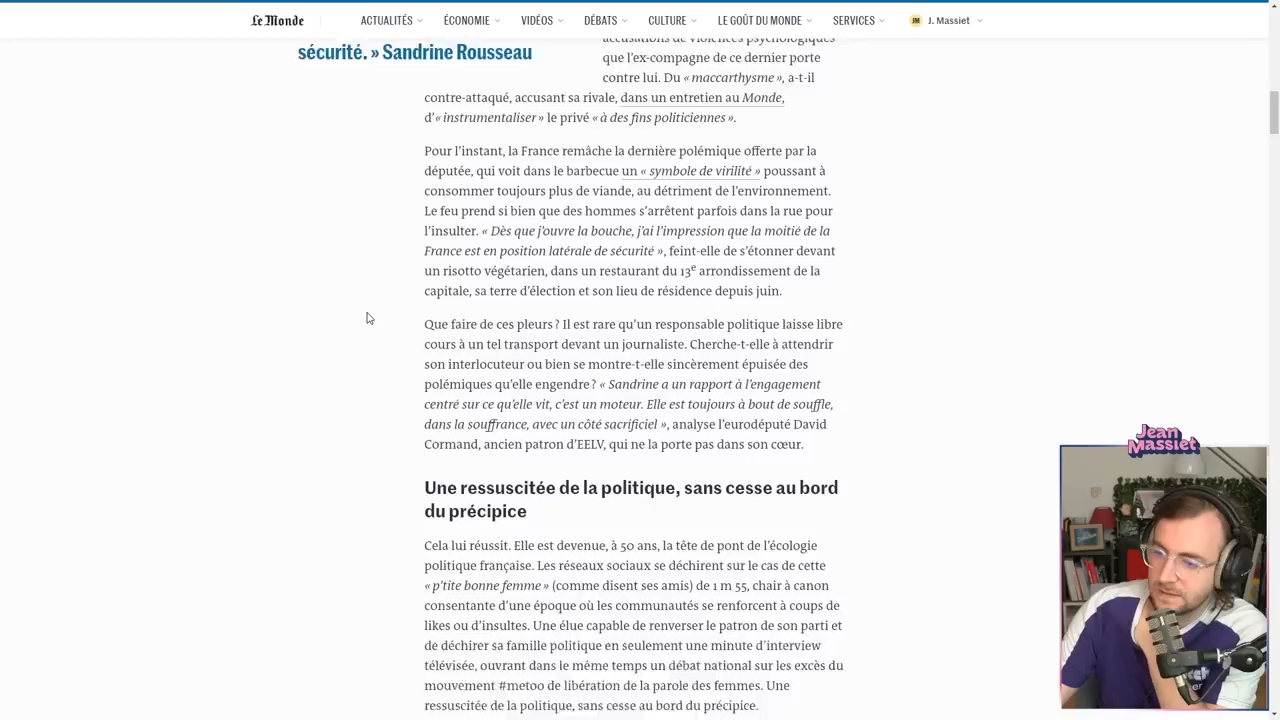 Le Monde
ACTUALITÉS
ÉCONOMIE
VIDÉOS
DÉBATS
CULTURE
LE GOÛT DU MONDE
SERVICES
JM
J. Massiet
sécurité. » Sandrine Rousseau
accusations de violences psychologiques
que l’ex-compagne de ce dernier porte
contre lui. Du « maccarthysme », a-t-il
contre-attaqué, accusant sa rivale, dans un entretien au Monde,
d’« instrumentaliser » le privé « à des fins politiciennes ».
Pour l’instant, la France remâche la dernière polémique offerte par la
députée, qui voit dans le barbecue un « symbole de virilité » poussant à
consommer toujours plus de viande, au détriment de l’environnement.
Le feu prend si bien que des hommes s’arrêtent parfois dans la rue pour
l’insulter. « Dès que j’ouvre la bouche, j’ai l’impression que la moitié de la
France est en position latérale de sécurité », feint-elle de s’étonner devant
un risotto végétarien, dans un restaurant du 13e arrondissement de la
capitale, sa terre d’élection et son lieu de résidence depuis juin.
Que faire de ces pleurs ? Il est rare qu’un responsable politique laisse libre
cours à un tel transport devant un journaliste. Cherche-t-elle à attendrir
son interlocuteur ou bien se montre-t-elle sincèrement épuisée des
polémiques qu’elle engendre ? « Sandrine a un rapport à l’engagement
centré sur ce qu’elle vit, c’est un moteur. Elle est toujours à bout de souffle,
dans la souffrance, avec un côté sacrificiel », analyse l’eurodéputé David
Cormand, ancien patron d’EELV, qui ne la porte pas dans son cœur.
Une ressuscitée de la politique, sans cesse au bord
du précipice
Cela lui réussit. Elle est devenue, à 50 ans, la tête de pont de l’écologie
politique française. Les réseaux sociaux se déchirent sur le cas de cette
« p’tite bonne femme » (comme disent ses amis) de 1 m 55, chair à canon
consentante d’une époque où les communautés se renforcent à coups de
likes ou d’insultes. Une élue capable de renverser le patron de son parti et
de déchirer sa famille politique en seulement une minute d’interview
télévisée, ouvrant dans le même temps un débat national sur les excès du
mouvement #metoo de libération de la parole des femmes. Une
ressuscitée de la politique, sans cesse au bord du précipice.
Jean
Massiet